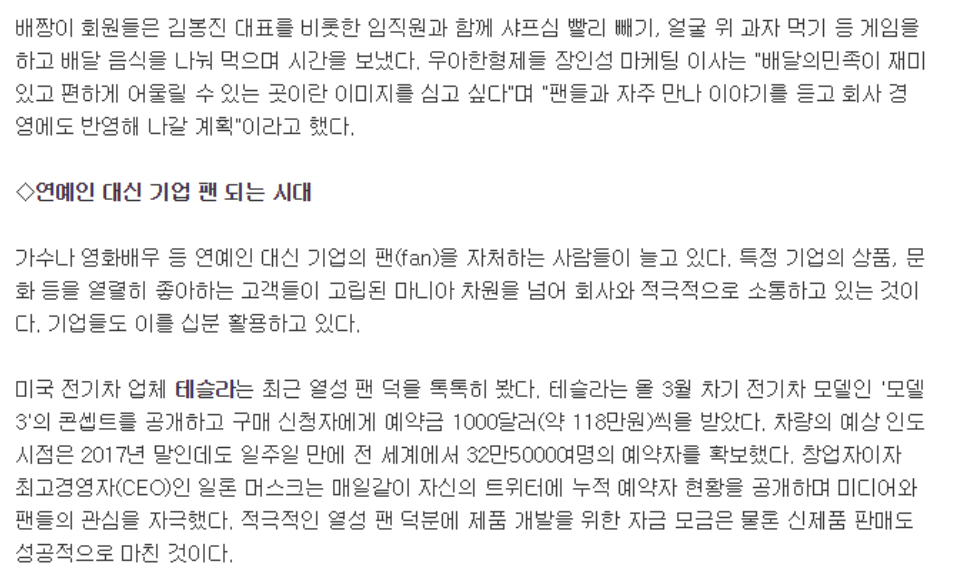 배짱이 회원들은 김봉진 대표를 비롯한 임직원과 함께 샤프심 빨리 빼기, 얼굴 위 과자 먹기 등 게임을
하고 배달 음식을 나눠 먹으며 시간을 보냈다. 우아한형제들 장인성 마케팅 이사는 "배달의민족이 재미
있고 편하게 어울릴 수 있는 곳이란 이미지를 심고 싶다"며 "팬들과 자주 만나 이야기를 듣고 회사 경
영에도 반영해 나갈 계획"이라고 했다.
◇연예인 대신 기업 팬 되는 시대
가수나 영화배우 등 연예인 대신 기업의 팬(fan)을 자처하는 사람들이 늘고 있다. 특정 기업의 상품, 문
화 등을 열렬히 좋아하는 고객들이 고립된 마니아 차원을 넘어 회사와 적극적으로 소통하고 있는 것이
다. 기업들도 이를 십분 활용하고 있다.
미국 전기차 업체 테슬라는 최근 열성 팬 덕을 톡톡히 봤다. 테슬라는 올 3월 차기 전기차 모델인 '모델
3'의 콘셉트를 공개하고 구매 신청자에게 예약금 1000달러(약 118만원)씩을 받았다. 차량의 예상 인도
시점은 2017년 말인데도 일주일 만에 전 세계에서 32만50000여명의 예약자를 확보했다. 창업자이자
최고경영자(CEO)인 일론 머스크는 매일같이 자신의 트위터에 누적 예약자 현황을 공개하며 미디어와
팬들의 관심을 자극했다. 적극적인 열성 팬 덕분에 제품 개발을 위한 자금 모금은 물론 신제품 판매도
성공적으로 마친 것이다.